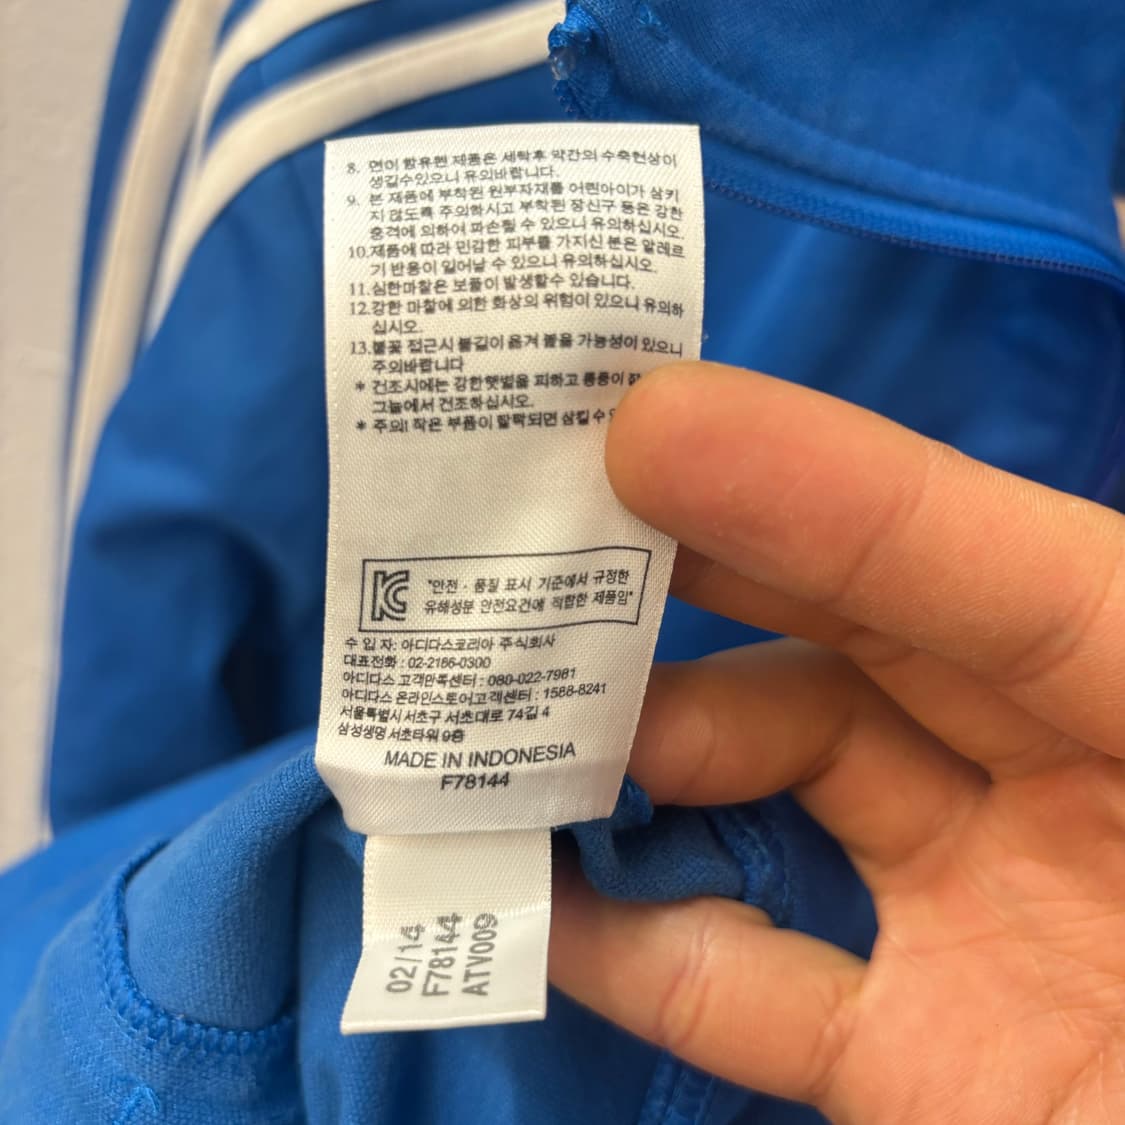 8. 면이 함유된 제품은 세탁후 약간의 수축현상이
생길수있으니 유의바랍니다.
9. 본 제품에 부착된 원부자재를 어린아이가 삼키
지 않도록 주의하시고 부착된 장신구 등은 강한
충격에 의하여 파손될 수 있으니 유의하십시오.
10.제품에 따라 민감한 피부를 가지신 분은 알레르
기 반응이 일어날 수 있으니 유의하십시오.
11.심한마찰은 보풀이 발생할수 있습니다.
12.강한 마찰에 의한 화상의 위험이 있으니 유의하
십시오.
13.불꽃 접근시 불길이 옮겨 붙을 가능성이 있으니
주의바랍니다
* 건조시에는 강한햇볕을 피하고 통풍이
그늘에서 건조하십시오.
* 주의! 작은 부품이 탈락되면 삼킬 수
KC
"안전 · 품질 표시 기준에서 규정한
유해성분 안전요건에 적합한 제품임"
수 입 자: 아디다스코리아 주식회사
대표전화 : 02-2186-0300
아디다스 고객만족센터 : 080-022-7981
아디다스 온라인스토어고객센터 : 1588-8241
서울특별시 서초구 서초대로 74길 4
삼성생명 서초타워 9층
MADE IN INDONESIA
F78144
02/14
F78144
ATV009